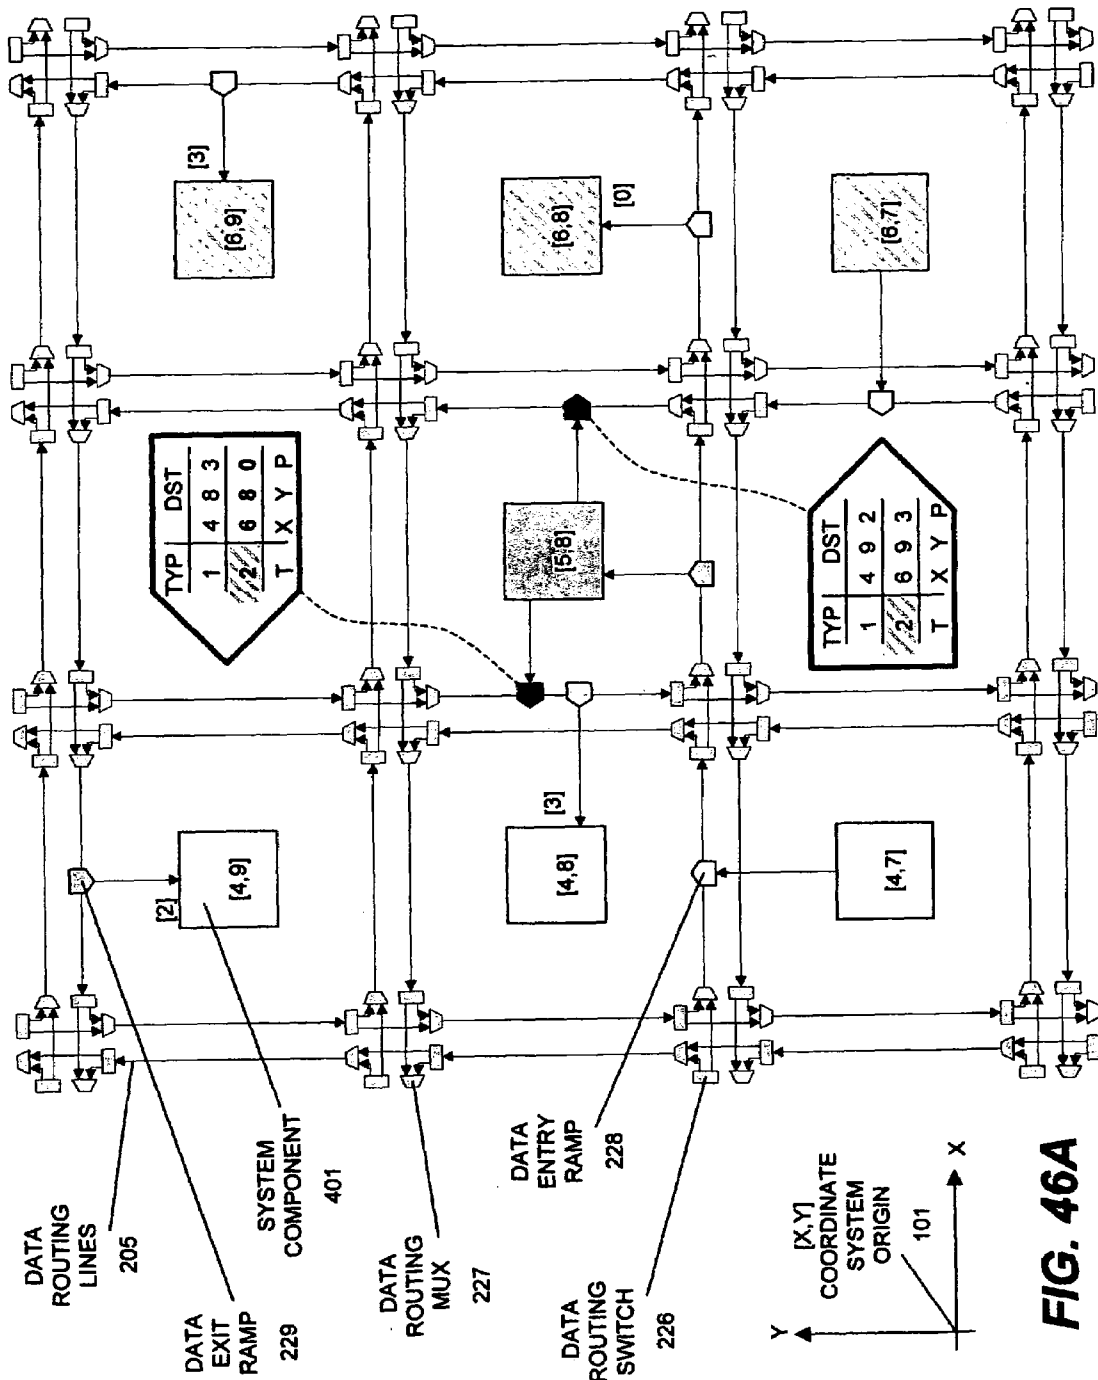 [3]
[6,9]
[6,8]
[0]
[6,7]
TYP DST
1 4 8 3
2 6 8 0
T X Y P
[5,8]
TYP DST
1 4 9 2
2 6 9 3
T X Y P
[2]
[4,9]
[3]
[4,8]
[4,7]
DATA
ROUTING
LINES
205
DATA
EXIT
RAMP
229
SYSTEM
COMPONENT
401
DATA
ROUTING
MUX
227
DATA
ENTRY
RAMP
228
DATA
ROUTING
SWITCH
226
[X,Y]
COORDINATE
SYSTEM
ORIGIN
101
Y
X
FIG. 46A